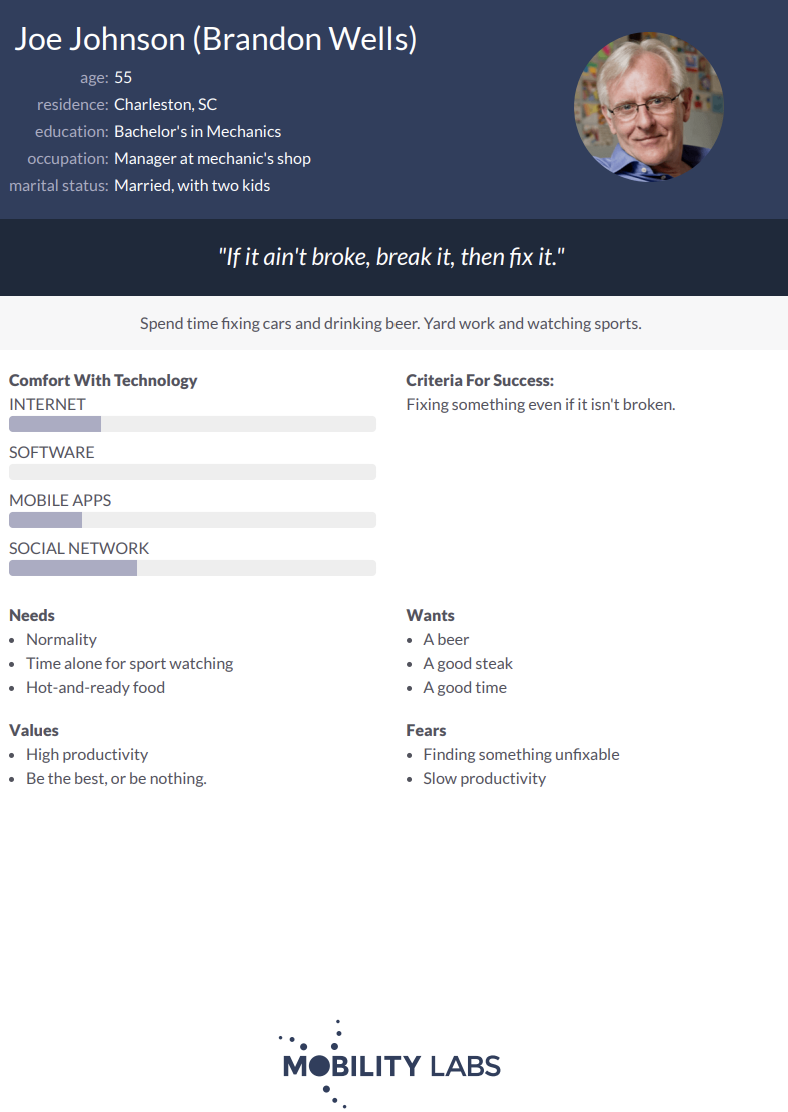 Joe Johnson (Brandon Wells)
age: 55
residence: Charleston, SC
education: Bachelor's in Mechanics
occupation: Manager at mechanic's shop
marital status: Married, with two kids
"If it ain't broke, break it, then fix it."
Spend time fixing cars and drinking beer. Yard work and watching sports.
Comfort With Technology
INTERNET
SOFTWARE
MOBILE APPS
SOCIAL NETWORK
Criteria For Success:
Fixing something even if it isn't broken.
Needs
• Normality
• Time alone for sport watching
• Hot-and-ready food
Wants
• A beer
• A good steak
• A good time
Values
• High productivity
• Be the best, or be nothing.
Fears
• Finding something unfixable
• Slow productivity
MOBILITY LABS